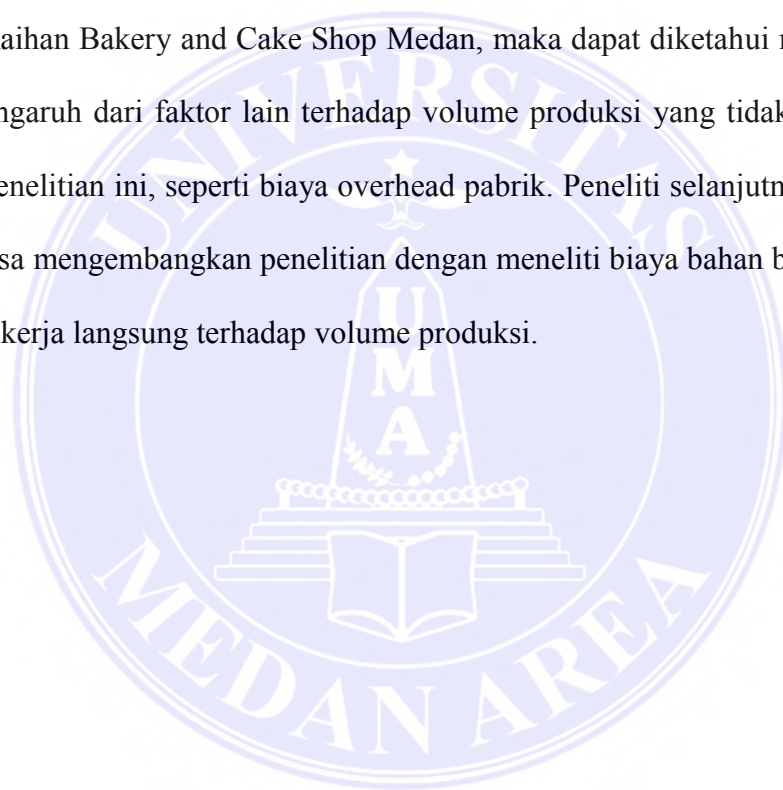 aihan Bakery and Cake Shop Medan, maka dapat diketahui
ngaruh dari faktor lain terhadap volume produksi yang tidak
enelitian ini, seperti biaya overhead pabrik. Peneliti selanjutn
sa mengembangkan penelitian dengan meneliti biaya bahan b
kerja langsung terhadap volume produksi.
UNIVERSITAS
U
M
A
MEDAN AREA